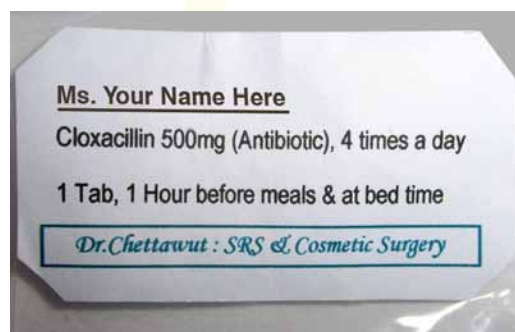 Ms. Your Name Here
Cloxacillin 500mg (Antibiotic), 4 times a day
1 Tab, 1 Hour before meals & at bed time
Dr.Chettawut : SRS & Cosmetic Surgery